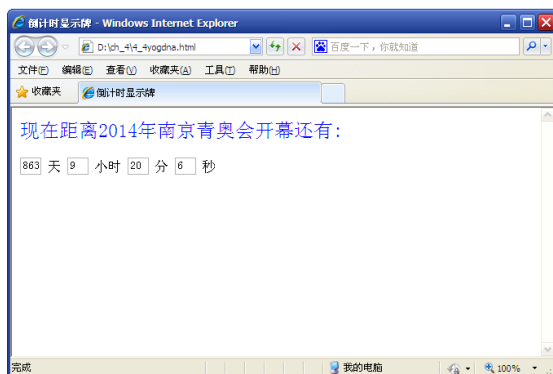 倒计时显示牌 - Windows Internet Explorer
D:\ch_4\4_4yogdna.html 百度一下，你就知道
文件(F) 编辑(E) 查看(V) 收藏夹(A) 工具(T) 帮助(H)
收藏夹 倒计时显示牌
现在距离2014年南京青奥会开幕还有:
863 天 9 小时 20 分 6 秒
完成 我的电脑 100%